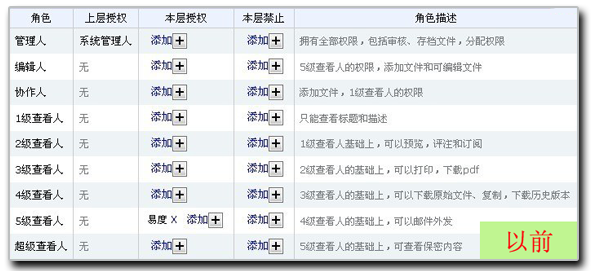 角色 上层授权 本层授权 本层禁止 角色描述
管理人 系统管理人 添加 添加 拥有全部权限，包括审核、存档文件，分配权限
编辑人 无 添加 添加 5级查看人的权限，添加文件和可编辑文件
协作人 无 添加 添加 添加文件，1级查看人的权限
1级查看人 无 添加 添加 只能查看标题和描述
2级查看人 无 添加 添加 1级查看人基础上，可以预览，评注和订阅
3级查看人 无 添加 添加 2级查看人的基础上，可以打印，下载pdf
4级查看人 无 添加 添加 3级查看人的基础上，可以下载原始文件、复制，下载历史版本
5级查看人 无 易度 X 添加 添加 4级查看人的基础上，可以邮件外发
超级查看人 无 添加 添加 5级查看人的基础上，可查看保密内容
以前